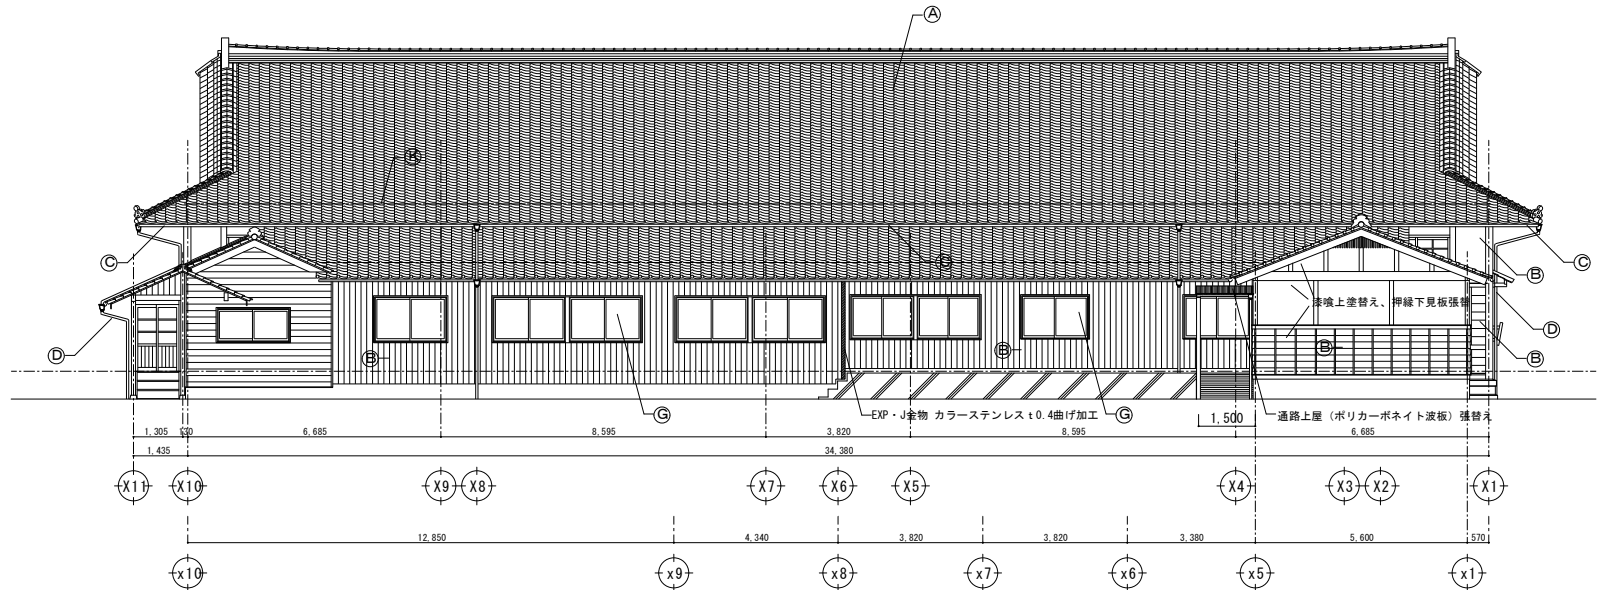 Ⓐ
Ⓚ
Ⓒ
Ⓒ
Ⓒ
Ⓑ
漆喰上塗替え、押縁下見板張替
Ⓓ
Ⓓ
Ⓑ
Ⓑ
Ⓑ
Ⓑ
Ⓖ
EXP・J金物 カラーステンレスt0.4曲げ加工
Ⓖ
1,500
通路上屋（ポリカーボネイト波板）張替え
1,305 130 6,685 8,595 3,820 8,595 6,685
1,435 34,380
X11 X10 X9 X8 X7 X6 X5 X4 X3 X2 X1
12,850 4,340 3,820 3,820 3,380 5,600 570
x10 x9 x8 x7 x6 x5 x1